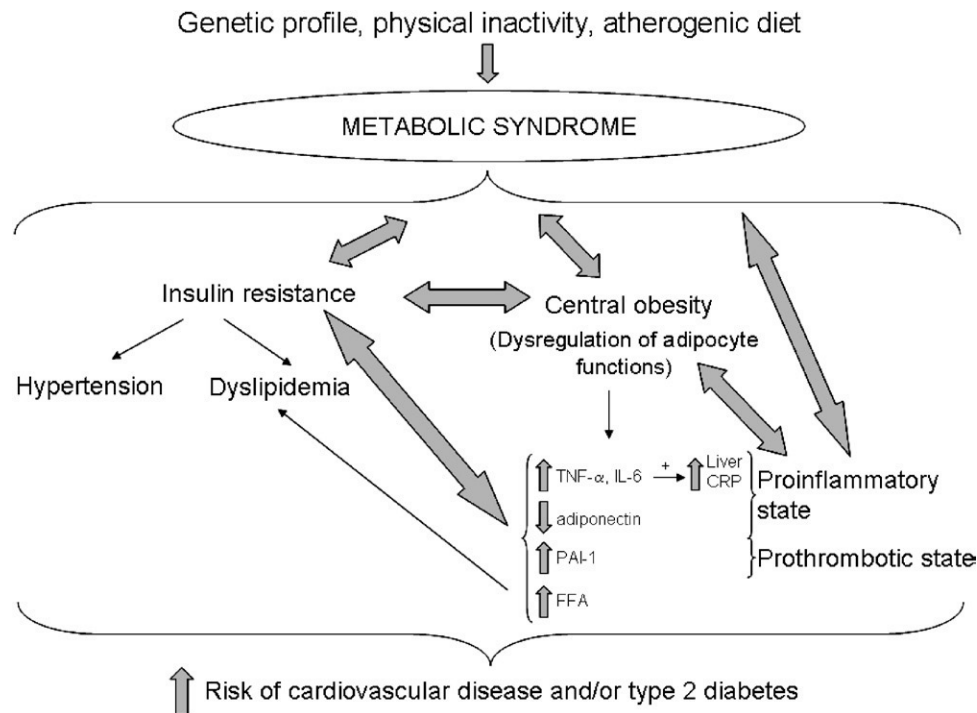 Genetic profile, physical inactivity, atherogenic diet
METABOLIC SYNDROME
Insulin resistance
Central obesity
(Dysregulation of adipocyte
functions)
Hypertension
Dyslipidemia
TNF-α, IL-6
+
Liver
CRP
adiponectin
PAI-1
FFA
Proinflammatory
state
Prothrombotic state
Risk of cardiovascular disease and/or type 2 diabetes